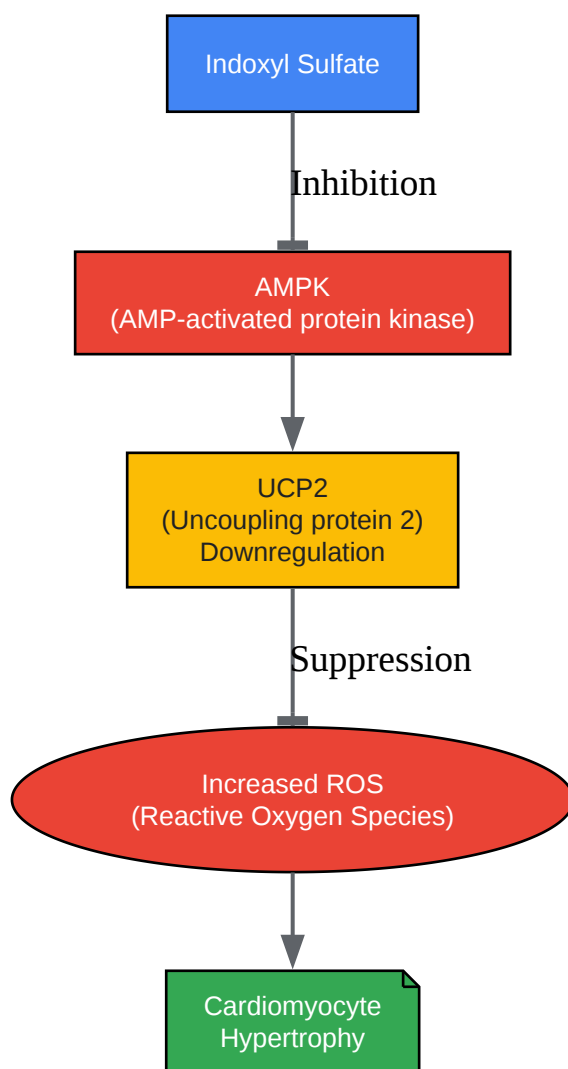 Indoxyl Sulfate
Inhibition
AMPK
(AMP-activated protein kinase)
UCP2
(Uncoupling protein 2)
Downregulation
Suppression
Increased ROS
(Reactive Oxygen Species)
Cardiomyocyte
Hypertrophy